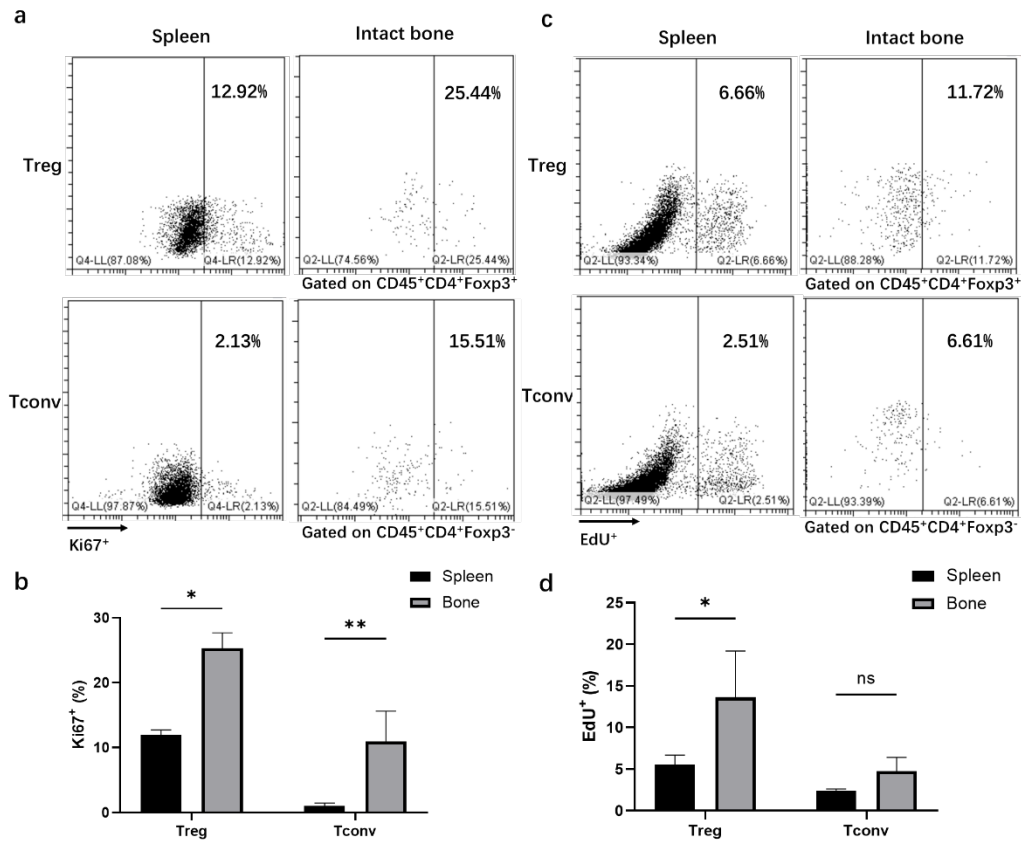 a
Spleen
Intact bone
Treg
12.92%
Q4-LL(87.08%)
Q4-LR(12.92%)
25.44%
Q2-LL(74.56%)
Q2-LR(25.44%)
Gated on CD45⁺CD4⁺Foxp3⁺
Tconv
2.13%
Q4-LL(97.87%)
Q4-LR(2.13%)
15.51%
Q2-LL(84.49%)
Q2-LR(15.51%)
Gated on CD45⁺CD4⁺Foxp3⁻
Ki67⁺
c
Spleen
Intact bone
Treg
6.66%
Q2-LL(93.34%)
Q2-LR(6.66%)
11.72%
Q2-LL(88.28%)
Q2-LR(11.72%)
Gated on CD45⁺CD4⁺Foxp3⁺
Tconv
2.51%
Q2-LL(97.49%)
Q2-LR(2.51%)
6.61%
Q2-LL(93.39%)
Q2-LR(6.61%)
Gated on CD45⁺CD4⁺Foxp3⁻
EdU⁺
b
Spleen
Bone
Ki67⁺ (%)
30
20
10
0
*
**
Treg
Tconv
d
Spleen
Bone
EdU⁺ (%)
25
20
15
10
5
0
*
ns
Treg
Tconv